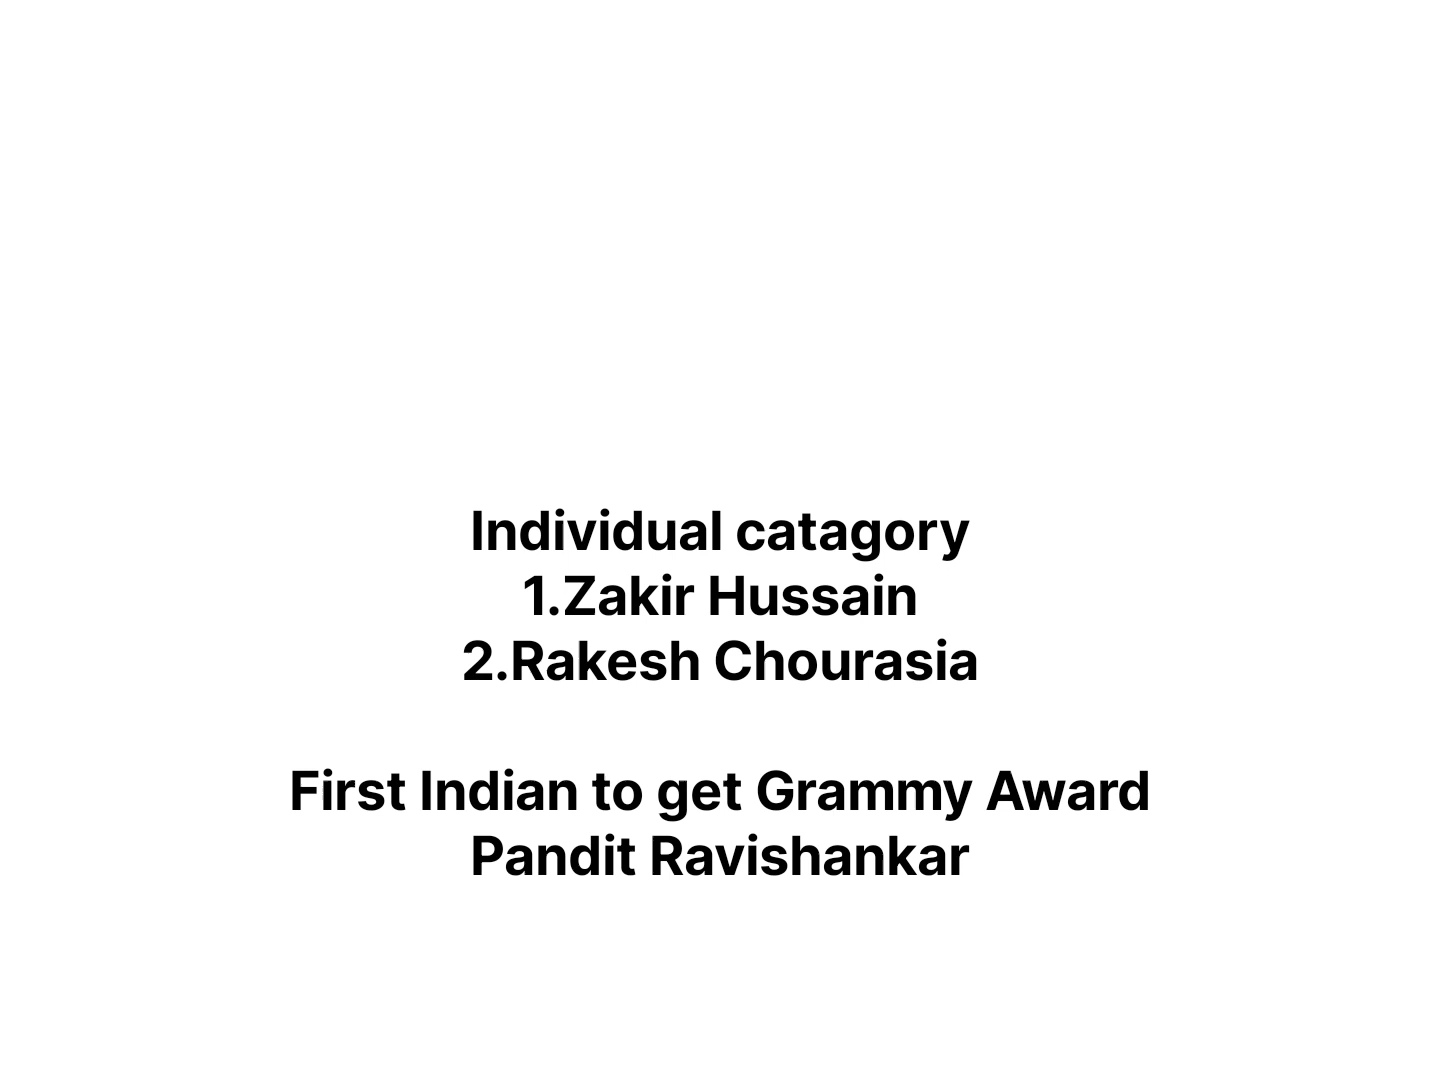 Individual catagory
1.Zakir Hussain
2.Rakesh Chourasia
First Indian to get Grammy Award
Pandit Ravishankar